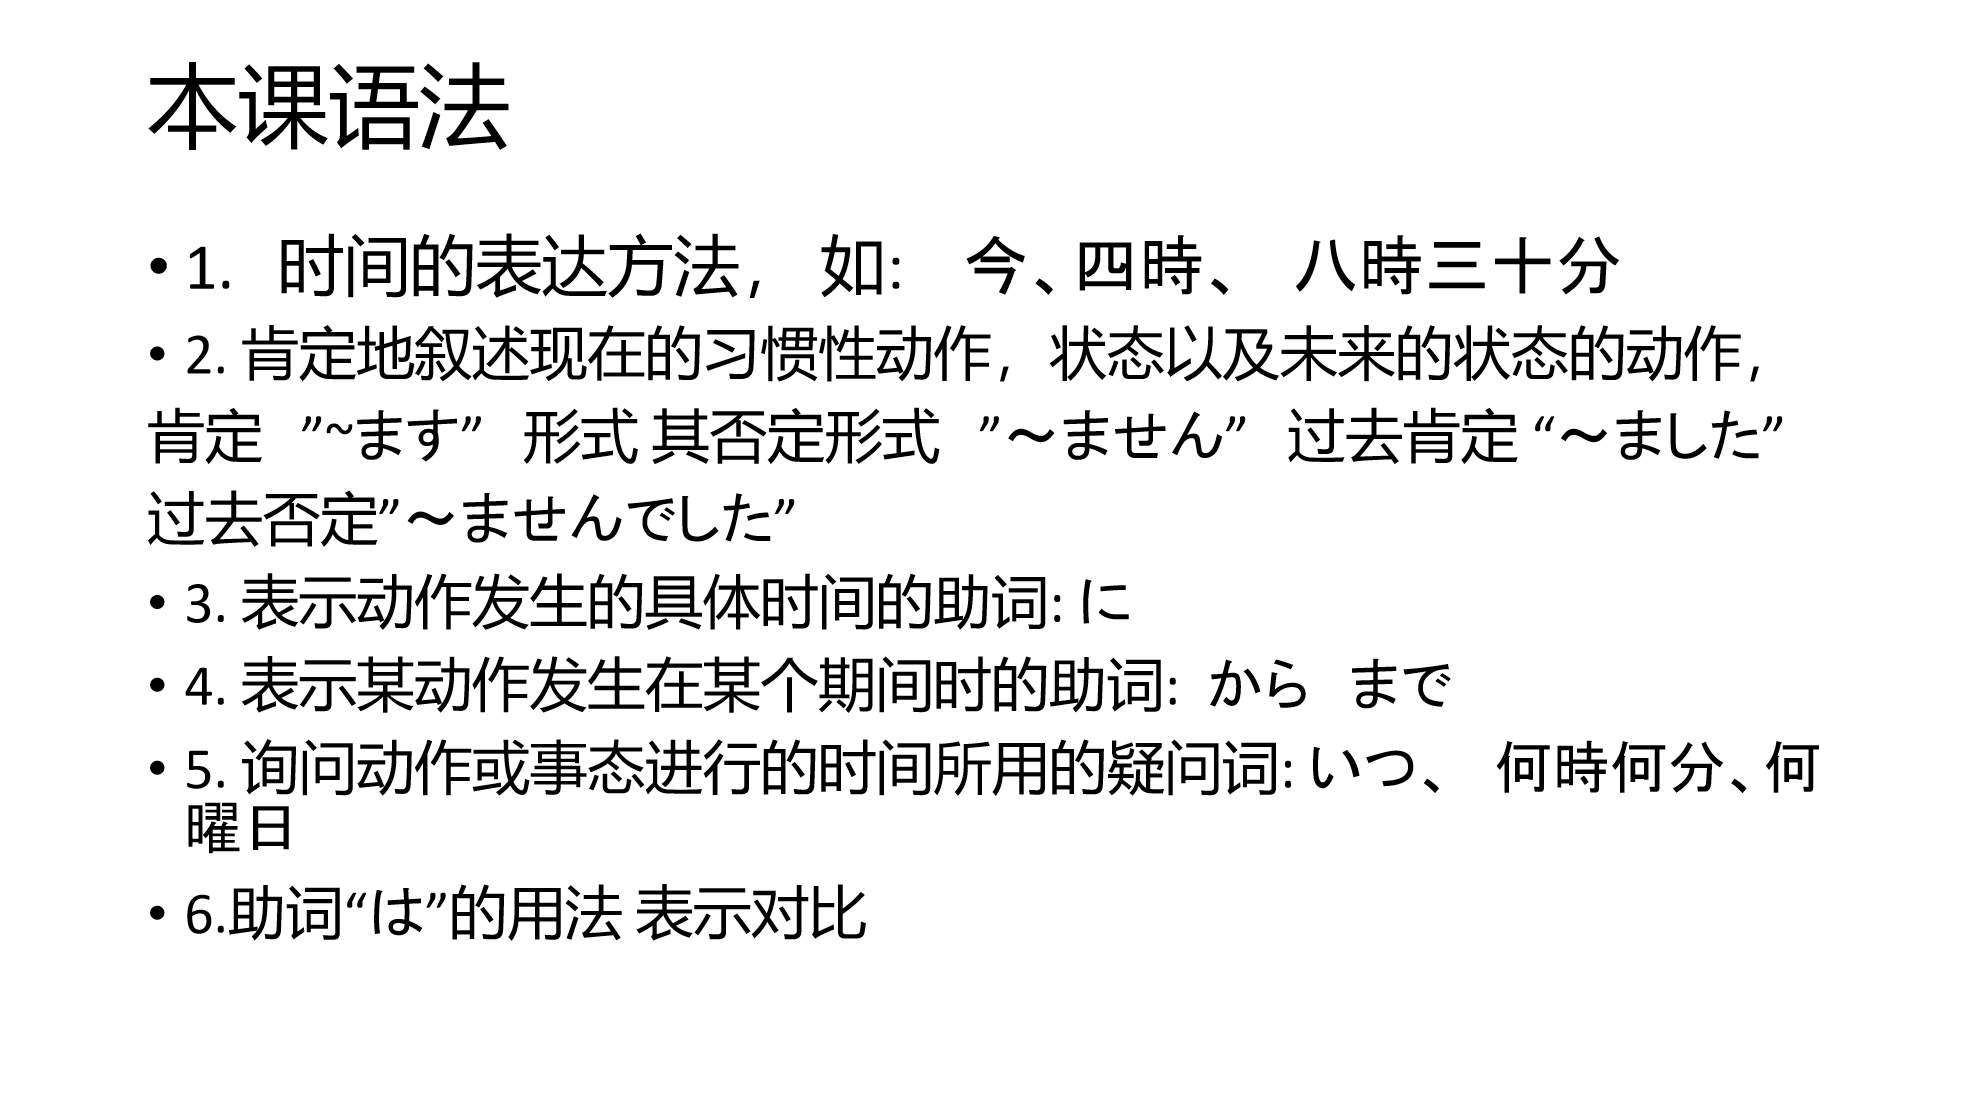 本课语法
• 1. 时间的表达方法， 如: 今、四時、 八時三十分
• 2. 肯定地叙述现在的习惯性动作，状态以及未来的状态的动作，
肯定 ”~ます” 形式 其否定形式 ”～ません” 过去肯定 “～ました”
过去否定”～ませんでした”
• 3. 表示动作发生的具体时间的助词: に
• 4. 表示某动作发生在某个期间时的助词: から まで
• 5. 询问动作或事态进行的时间所用的疑问词: いつ、 何時何分、何
曜日
• 6.助词“は”的用法 表示对比